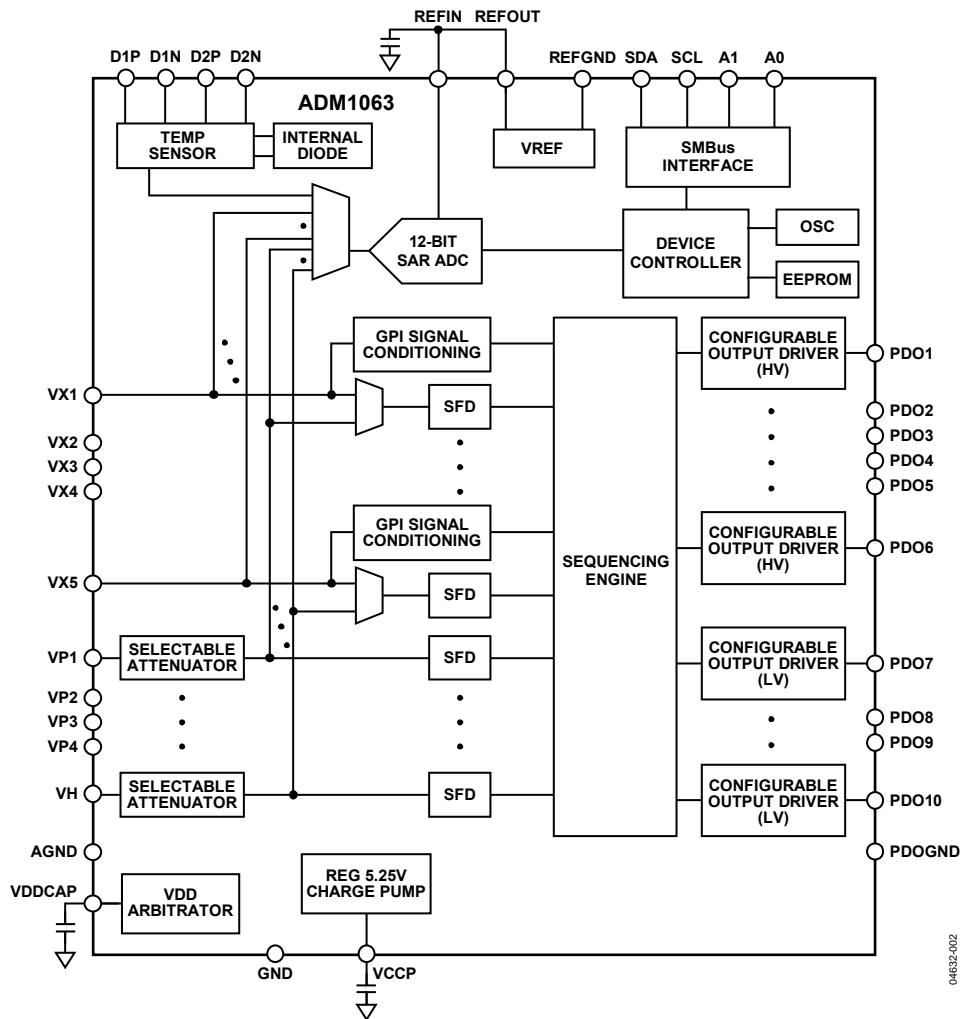 REFIN REFOUT
D1P D1N D2P D2N
REFGND SDA SCL A1 A0
ADM1063
TEMP
SENSOR
INTERNAL
DIODE
VREF
SMBus
INTERFACE
12-BIT
SAR ADC
DEVICE
CONTROLLER
OSC
EEPROM
GPI SIGNAL
CONDITIONING
CONFIGURABLE
OUTPUT DRIVER
(HV)
PDO1
VX1
SFD
PDO2
PDO3
PDO4
PDO5
VX2
VX3
VX4
GPI SIGNAL
CONDITIONING
CONFIGURABLE
OUTPUT DRIVER
(HV)
PDO6
SEQUENCING
ENGINE
VX5
SFD
VP1
SELECTABLE
ATTENUATOR
SFD
CONFIGURABLE
OUTPUT DRIVER
(LV)
PDO7
VP2
VP3
VP4
PDO8
PDO9
VH
SELECTABLE
ATTENUATOR
SFD
CONFIGURABLE
OUTPUT DRIVER
(LV)
PDO10
AGND
PDOGND
VDDCAP
VDD
ARBITRATOR
REG 5.25V
CHARGE PUMP
GND
VCCP
04632-002